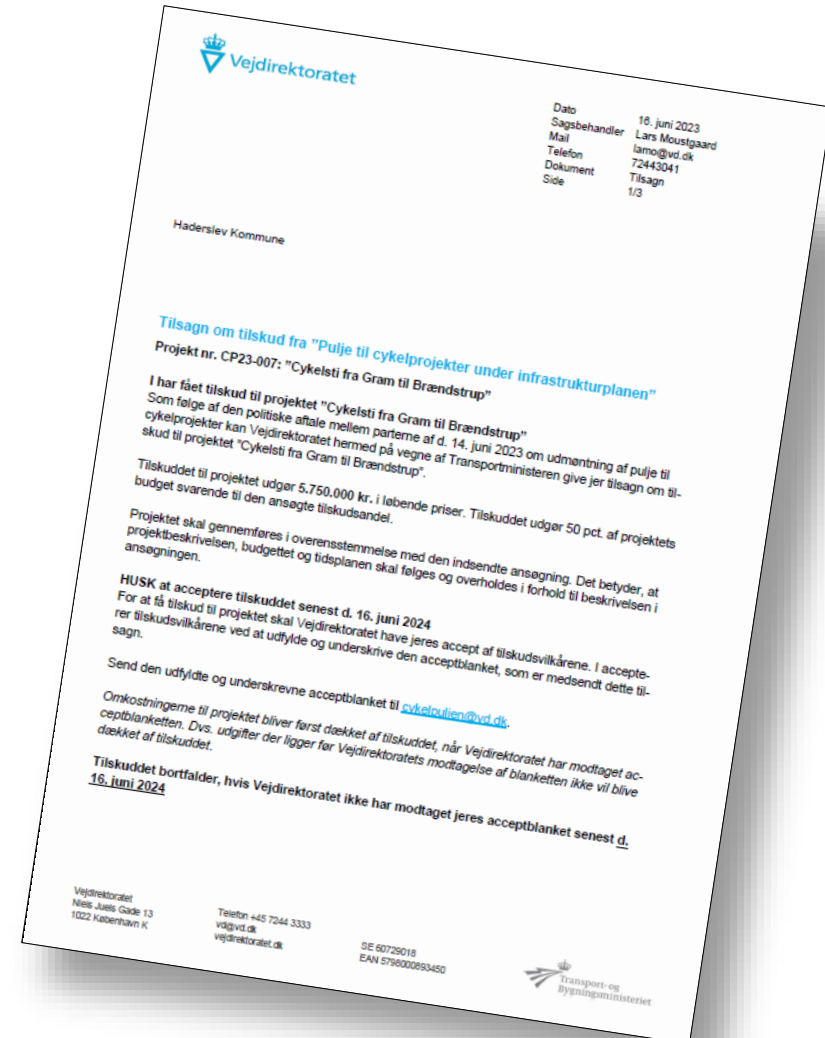 Vejdirektoratet
Dato 16. juni 2023
Sagsbehandler Lars Moustgaard
Mail lamo@vd.dk
Telefon 72443041
Dokument Tilsagn
Side 1/3
Haderslev Kommune
Tilsagn om tilskud fra ”Pulje til cykelprojekter under infrastrukturplanen”
Projekt nr. CP23-007: ”Cykelsti fra Gram til Brændstrup”
I har fået tilskud til projektet ”Cykelsti fra Gram til Brændstrup”
Som følge af den politiske aftale mellem parterne af d. 14. juni 2023 om udmøntning af pulje til
cykelprojekter kan Vejdirektoratet hermed på vegne af Transportministeren give jer tilsagn om til-
skud til projektet ”Cykelsti fra Gram til Brændstrup”.
Tilskuddet til projektet udgør 5.750.000 kr. i løbende priser. Tilskuddet udgør 50 pct. af projektets
budget svarende til den ansøgte tilskudsandel.
Projektet skal gennemføres i overensstemmelse med den indsendte ansøgning. Det betyder, at
projektbeskrivelsen, budgettet og tidsplanen skal følges og overholdes i forhold til beskrivelsen i
ansøgningen.
HUSK at acceptere tilskuddet senest d. 16. juni 2024
For at få tilskud til projektet skal Vejdirektoratet have jeres accept af tilskudsvilkårene. I accepte-
rer tilskudsvilkårene ved at udfylde og underskrive den acceptblanket, som er medsendt dette til-
sagn.
Send den udfyldte og underskrevne acceptblanket til cykelpuljen@vd.dk.
Omkostningerne til projektet bliver først dækket af tilskuddet, når Vejdirektoratet har modtaget ac-
ceptblanketten. Dvs. udgifter der ligger før Vejdirektoratets modtagelse af blanketten ikke vil blive
dækket af tilskuddet.
Tilskuddet bortfalder, hvis Vejdirektoratet ikke har modtaget jeres acceptblanket senest d.
16. juni 2024
Vejdirektoratet
Niels Juels Gade 13
1022 København K
Telefon +45 7244 3333
vd@vd.dk
vejdirektoratet.dk
SE 60729018
EAN 5798000893450
Transport- og
Bygningsministeriet